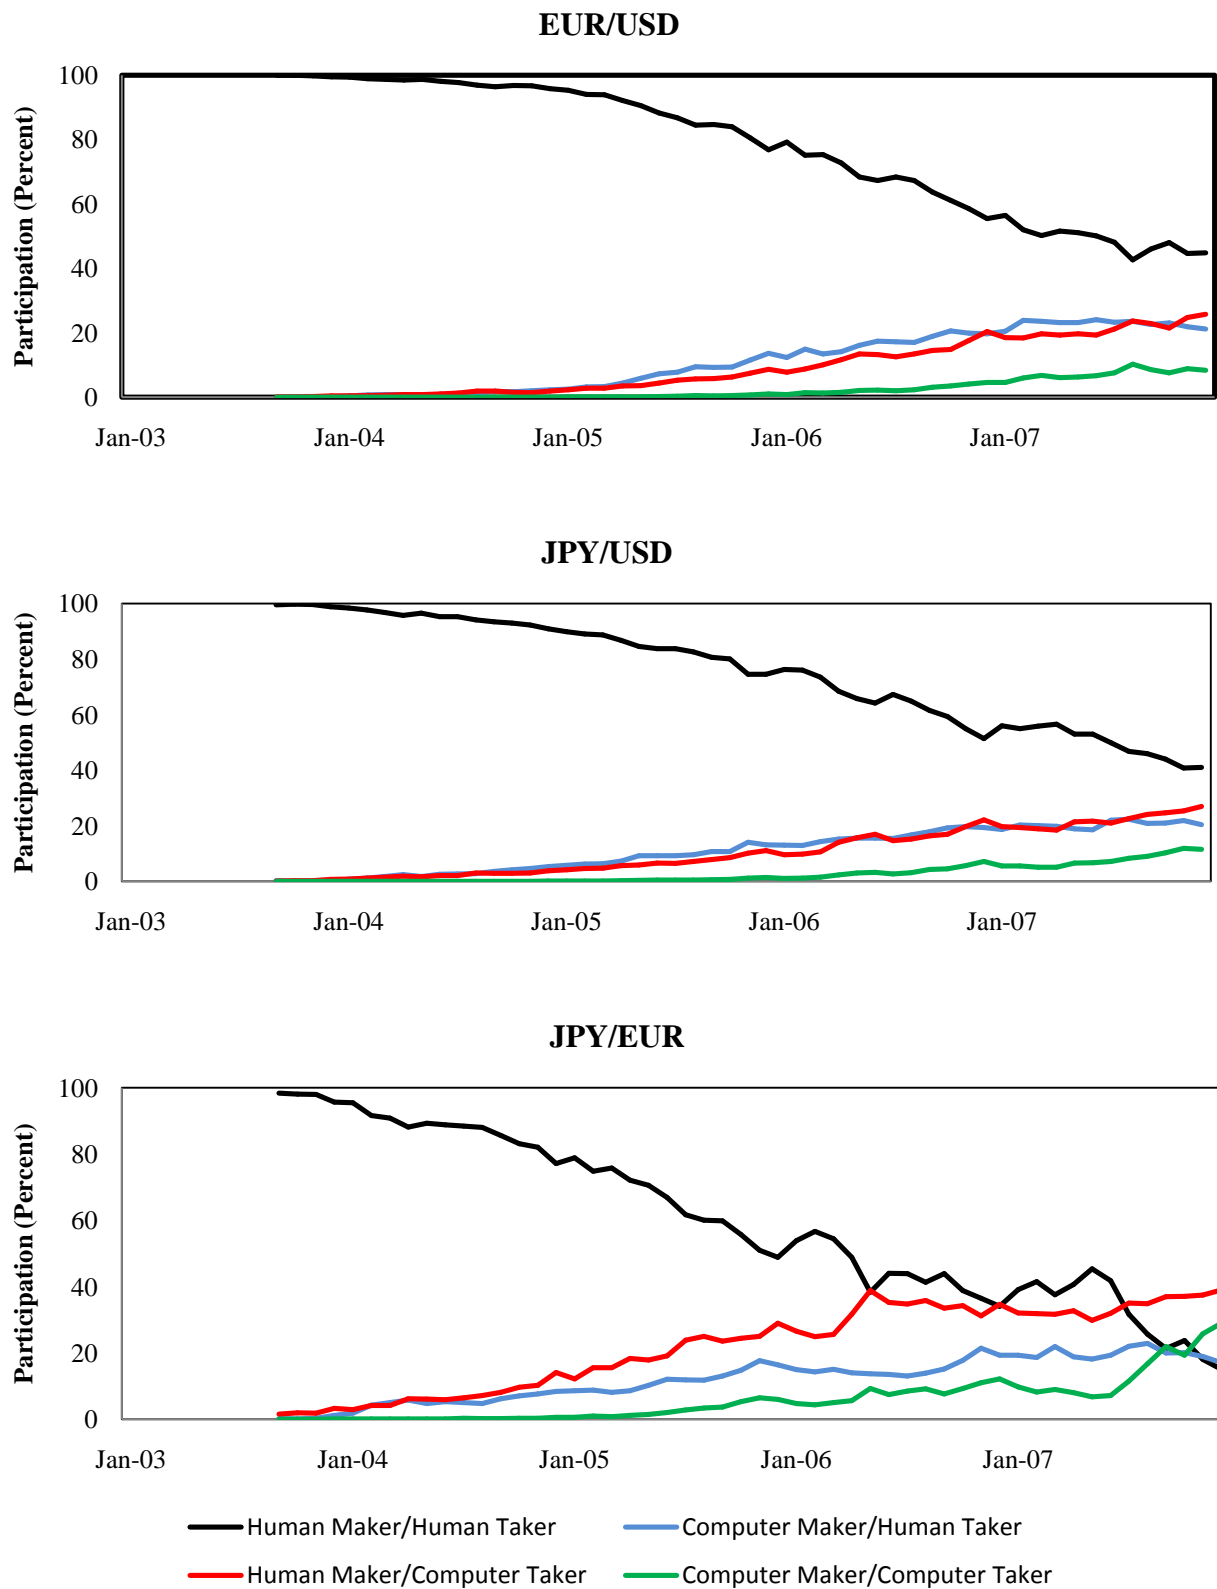 EUR/USD
Participation (Percent)
100
80
60
40
20
0
Jan-03 Jan-04 Jan-05 Jan-06 Jan-07
JPY/USD
Participation (Percent)
100
80
60
40
20
0
Jan-03 Jan-04 Jan-05 Jan-06 Jan-07
JPY/EUR
Participation (Percent)
100
80
60
40
20
0
Jan-03 Jan-04 Jan-05 Jan-06 Jan-07
Human Maker/Human Taker Computer Maker/Human Taker
Human Maker/Computer Taker Computer Maker/Computer Taker